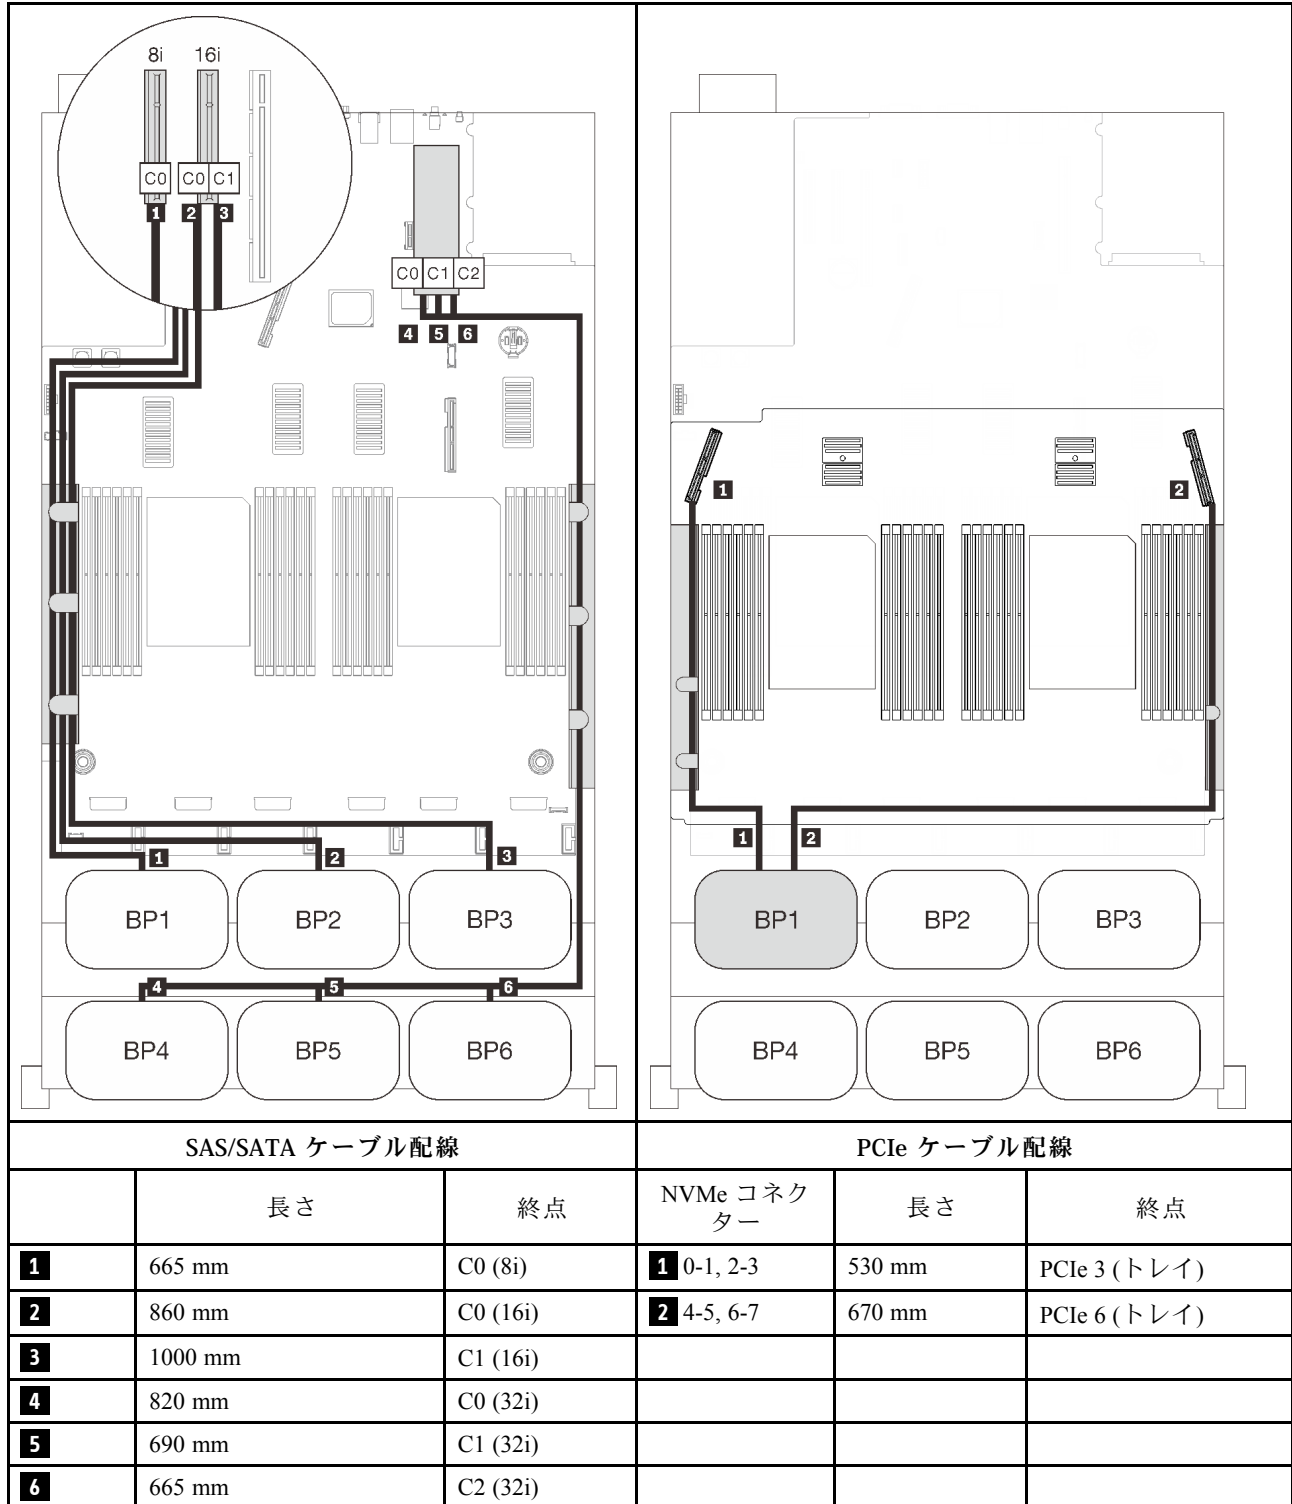 8i 16i
C0 C0 C1
1 2 3
C0 C1 C2
4 5 6
1 2 3
BP1 BP2 BP3
4 5 6
BP4 BP5 BP6
1 2
1 2
BP1 BP2 BP3
BP4 BP5 BP6
SAS/SATA ケーブル配線 PCIe ケーブル配線
長さ 終点 NVMe コネク
ター 長さ 終点
1 665 mm C0 (8i) 1 0-1, 2-3 530 mm PCIe 3 (トレイ)
2 860 mm C0 (16i) 2 4-5, 6-7 670 mm PCIe 6 (トレイ)
3 1000 mm C1 (16i)
4 820 mm C0 (32i)
5 690 mm C1 (32i)
6 665 mm C2 (32i)